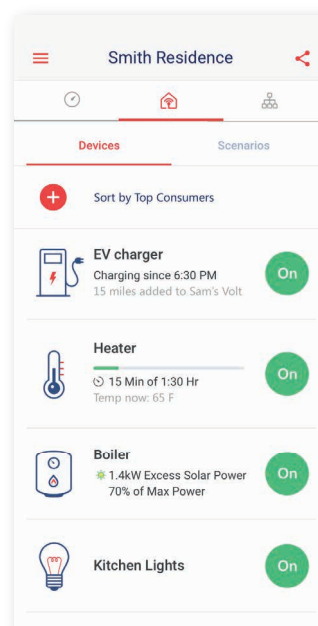 Smith Residence
Devices
Scenarios
Sort by Top Consumers
EV charger
Charging since 6:30 PM
15 miles added to Sam's Volt
On
Heater
15 Min of 1:30 Hr
Temp now: 65 F
On
Boiler
1.4kW Excess Solar Power
70% of Max Power
On
Kitchen Lights
On